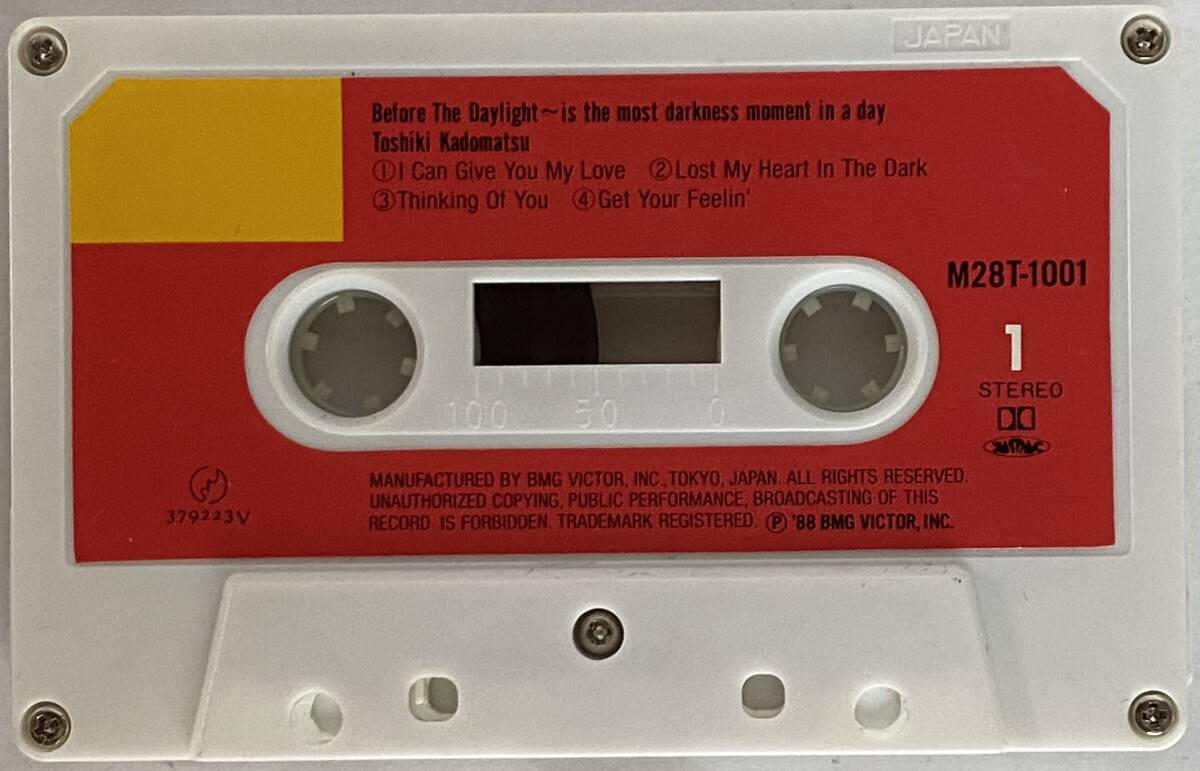 JAPAN
Before The Daylight~is the most darkness moment in a day
Toshiki Kadomatsu
①I Can Give You My Love ②Lost My Heart In The Dark
③Thinking Of You ④Get Your Feelin'
M28T-1001
1
STEREO
100 50 0
379223V
MANUFACTURED BY BMG VICTOR, INC., TOKYO, JAPAN. ALL RIGHTS RESERVED.
UNAUTHORIZED COPYING, PUBLIC PERFORMANCE, BROADCASTING OF THIS
RECORD IS FORBIDDEN. TRADEMARK REGISTERED. Ⓟ '88 BMG VICTOR, INC.